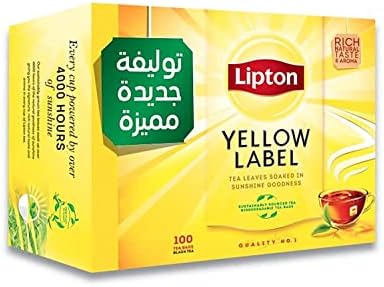 Every cup powered by over
4000 HOURS
of sunshine
توليفة
جديدة
مميزة
RICH
NATURAL
TASTE
& AROMA
Lipton
YELLOW
LABEL
TEA LEAVES SOAKED IN
SUNSHINE GOODNESS
SUSTAINABLY SOURCED TEA
BIODEGRADABLE TEA BAGS
100
TEA BAGS
BLACK TEA
QUALITY NO.1